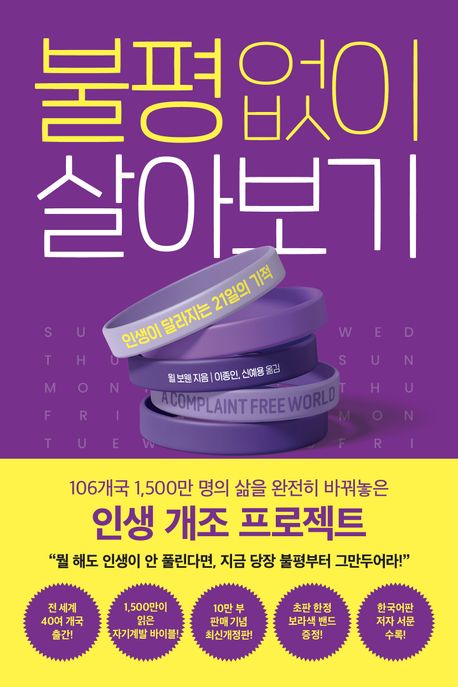 불평 없이
살아보기
인생이 달라지는 21일의 기적
윌 보웬 지음 | 이종인, 신예용 옮김
A COMPLAINT FREE WORLD
S U WED
THU SUN
MON THU
FRI MON
TUE W FRI
106개국 1,500만 명의 삶을 완전히 바꿔놓은
인생 개조 프로젝트
“뭘 해도 인생이 안 풀린다면, 지금 당장 불평부터 그만두어라!”
전 세계
40여 개국
출간!
1,500만이
읽은
자기계발 바이블!
10만 부
판매 기념
최신개정판!
초판 한정
보라색 밴드
증정!
한국어판
저자 서문
수록!